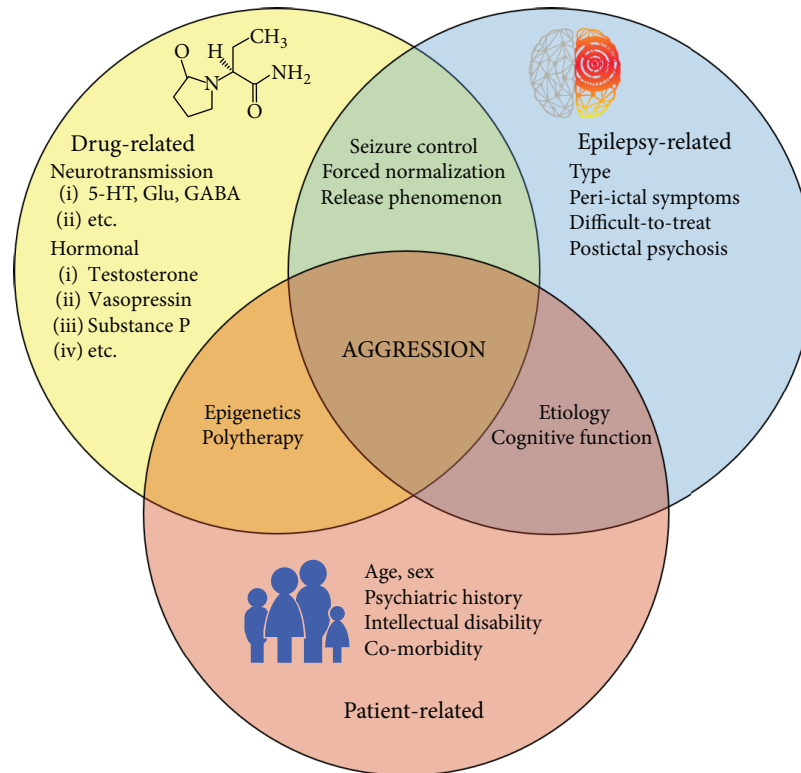 O
H
CH3
N
NH2
O
Drug-related
Neurotransmission
(i) 5-HT, Glu, GABA
(ii) etc.
Hormonal
(i) Testosterone
(ii) Vasopressin
(iii) Substance P
(iv) etc.
Seizure control
Forced normalization
Release phenomenon
Epilepsy-related
Type
Peri-ictal symptoms
Difficult-to-treat
Postictal psychosis
AGGRESSION
Epigenetics
Polytherapy
Etiology
Cognitive function
Age, sex
Psychiatric history
Intellectual disability
Co-morbidity
Patient-related